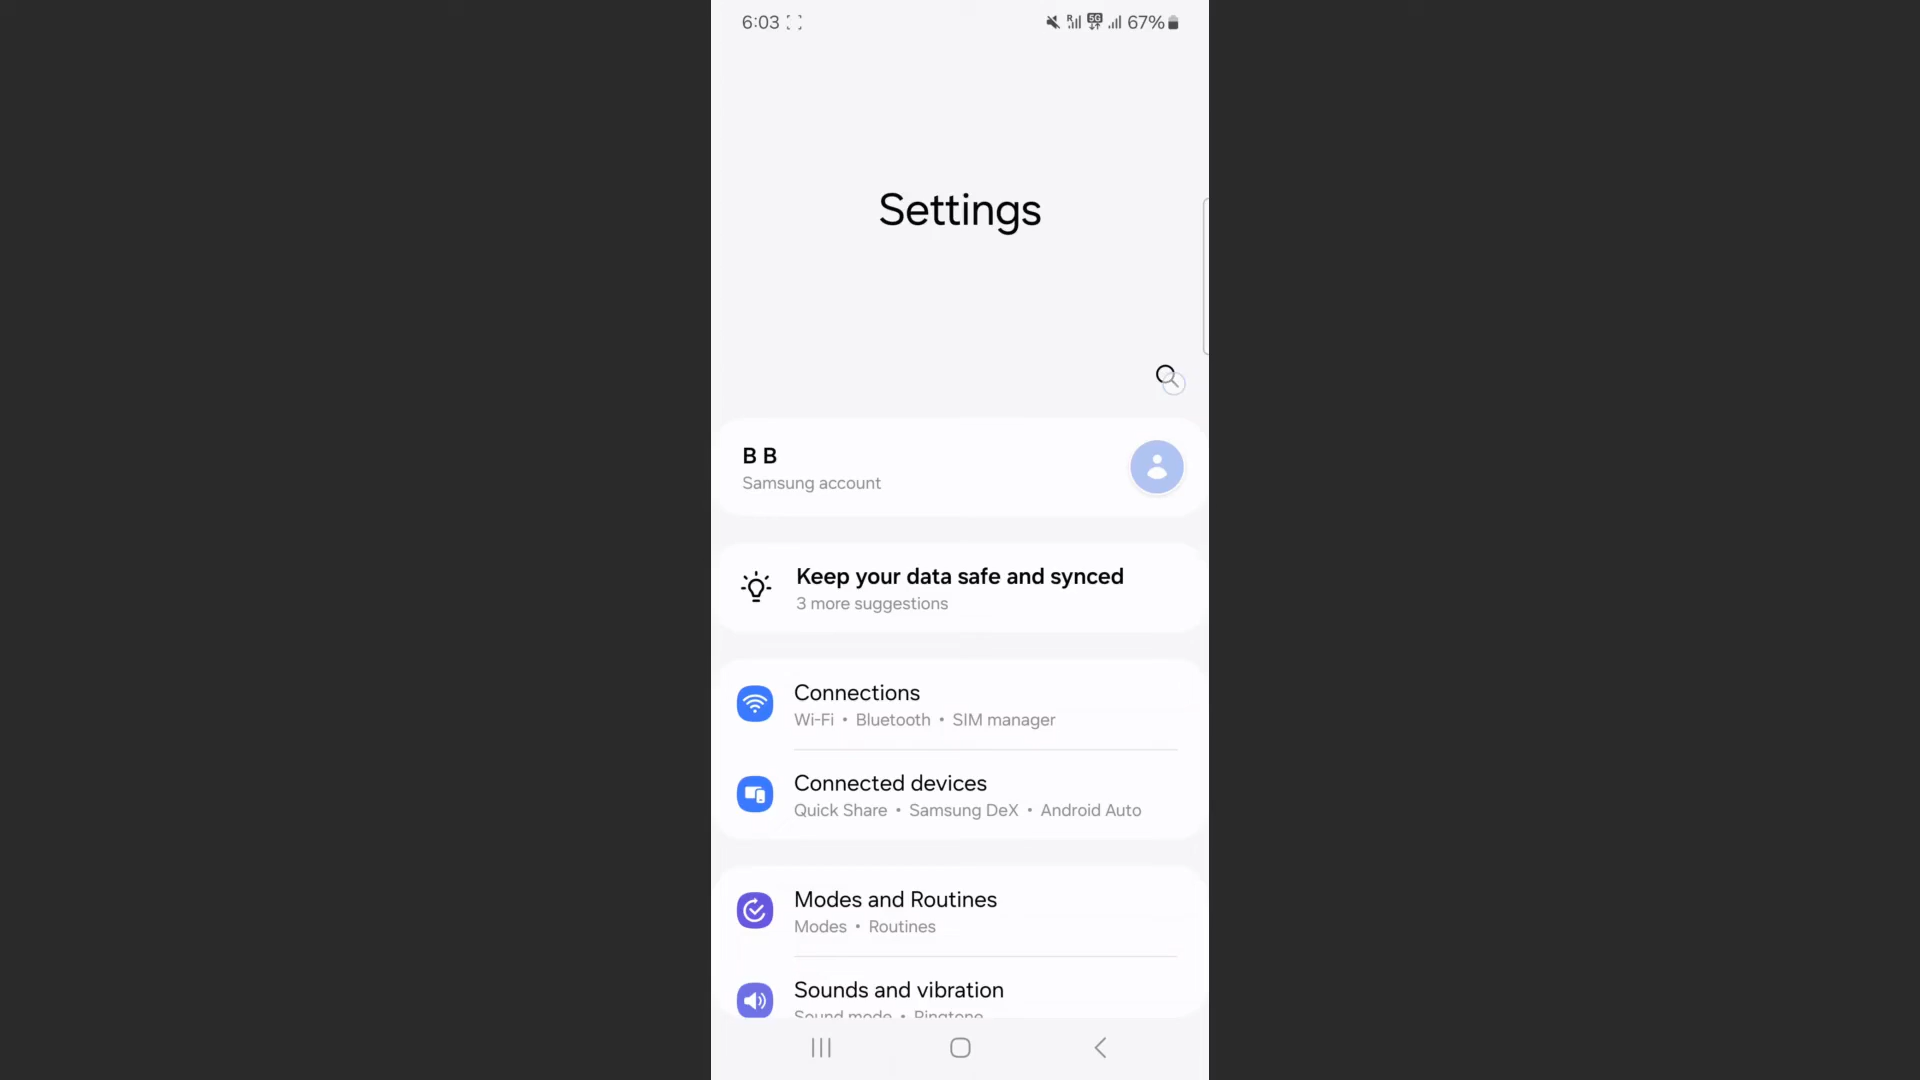 6:03
R 5G 67%
Settings
B B
Samsung account
Keep your data safe and synced
3 more suggestions
Connections
Wi-Fi • Bluetooth • SIM manager
Connected devices
Quick Share • Samsung DeX • Android Auto
Modes and Routines
Modes • Routines
Sounds and vibration
Sound mode • Ringtone